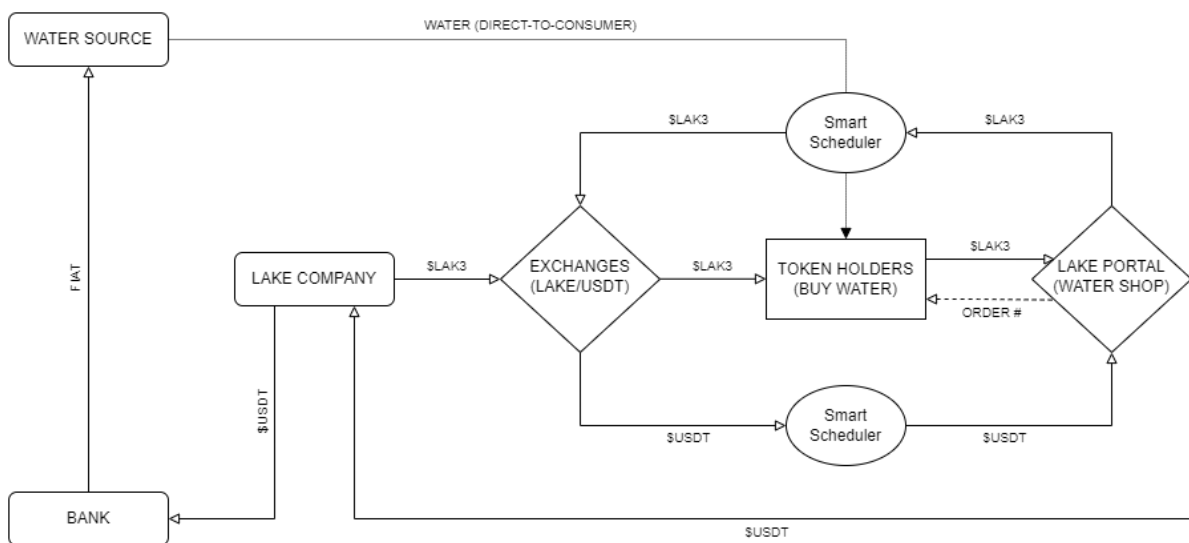 WATER (DIRECT-TO-CONSUMER)
WATER SOURCE
$LAK3
Smart
Scheduler
$LAK3
FIAT
LAKE COMPANY
$LAK3
EXCHANGES
(LAKE/USDT)
$LAK3
TOKEN HOLDERS
(BUY WATER)
$LAK3
LAKE PORTAL
(WATER SHOP)
ORDER #
$USDT
$USDT
Smart
Scheduler
$USDT
BANK
$USDT